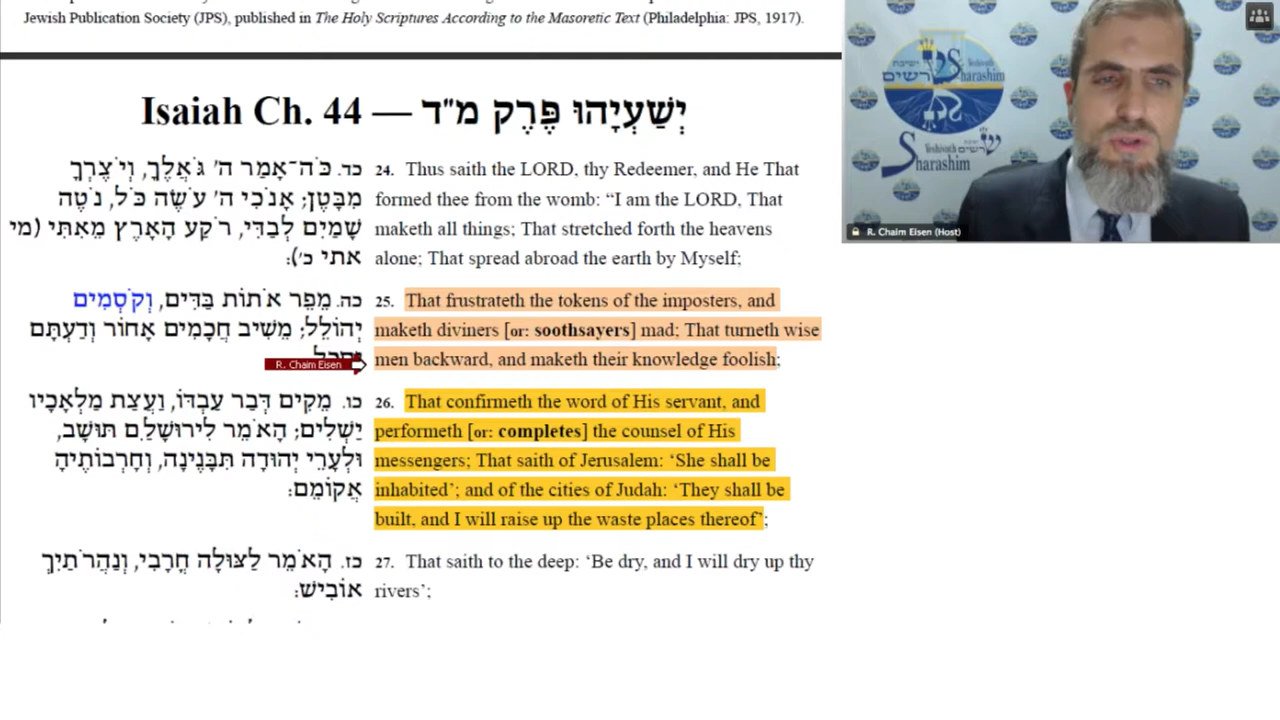 Jewish Publication Society (JPS), published in The Holy Scriptures According to the Masoretic Text (Philadelphia: JPS, 1917).
Isaiah Ch. 44 — יְשַׁעְיָהוּ פֶּרֶק מ״ד
כד. כֹּה־אָמַר ה׳ גֹּאֲלֶךָ, וְיֹצֶרְךָ
מִבָּטֶן; אָנֹכִי ה׳ עֹשֶׂה כֹּל, נֹטֶה
שָׁמַיִם לְבַדִּי, רֹקַע הָאָרֶץ מֵאִתִּי (מי
אתי כ׳):
24. Thus saith the LORD, thy Redeemer, and He That
formed thee from the womb: “I am the LORD, That
maketh all things; That stretched forth the heavens
alone; That spread abroad the earth by Myself;
כה. מֵפֵר אֹתוֹת בַּדִּים, וְקֹסְמִים
יְהוֹלֵל; מֵשִׁיב חֲכָמִים אָחוֹר וְדַעְתָּם
25. That frustrateth the tokens of the imposters, and
maketh diviners [or: soothsayers] mad; That turneth wise
men backward, and maketh their knowledge foolish;
R. Chaim Eisen
כו. מֵקִים דְּבַר עַבְדּוֹ, וַעֲצַת מַלְאָכָיו
יַשְׁלִים; הָאֹמֵר לִירוּשָׁלַ‍ִם תּוּשָׁב,
וּלְעָרֵי יְהוּדָה תִּבָּנֶינָה, וְחָרְבוֹתֶיהָ
אֲקוֹמֵם:
26. That confirmeth the word of His servant, and
performeth [or: completes] the counsel of His
messengers; That saith of Jerusalem: ‘She shall be
inhabited’; and of the cities of Judah: ‘They shall be
built, and I will raise up the waste places thereof’;
כז. הָאֹמֵר לַצּוּלָה חֳרָבִי, וְנַהֲרֹתַיִךְ
אוֹבִישׁ:
27. That saith to the deep: ‘Be dry, and I will dry up thy
rivers’;
ישיבת
שרשים
Sharashim
Yeshivath
Sharashim
R. Chaim Eisen (Host)